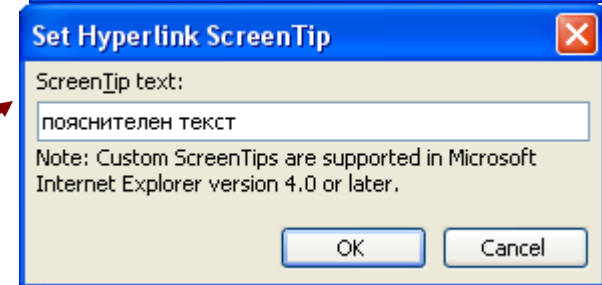 Set Hyperlink ScreenTip
ScreenTip text:
пояснителен текст
Note: Custom ScreenTips are supported in Microsoft
Internet Explorer version 4.0 or later.
OK Cancel